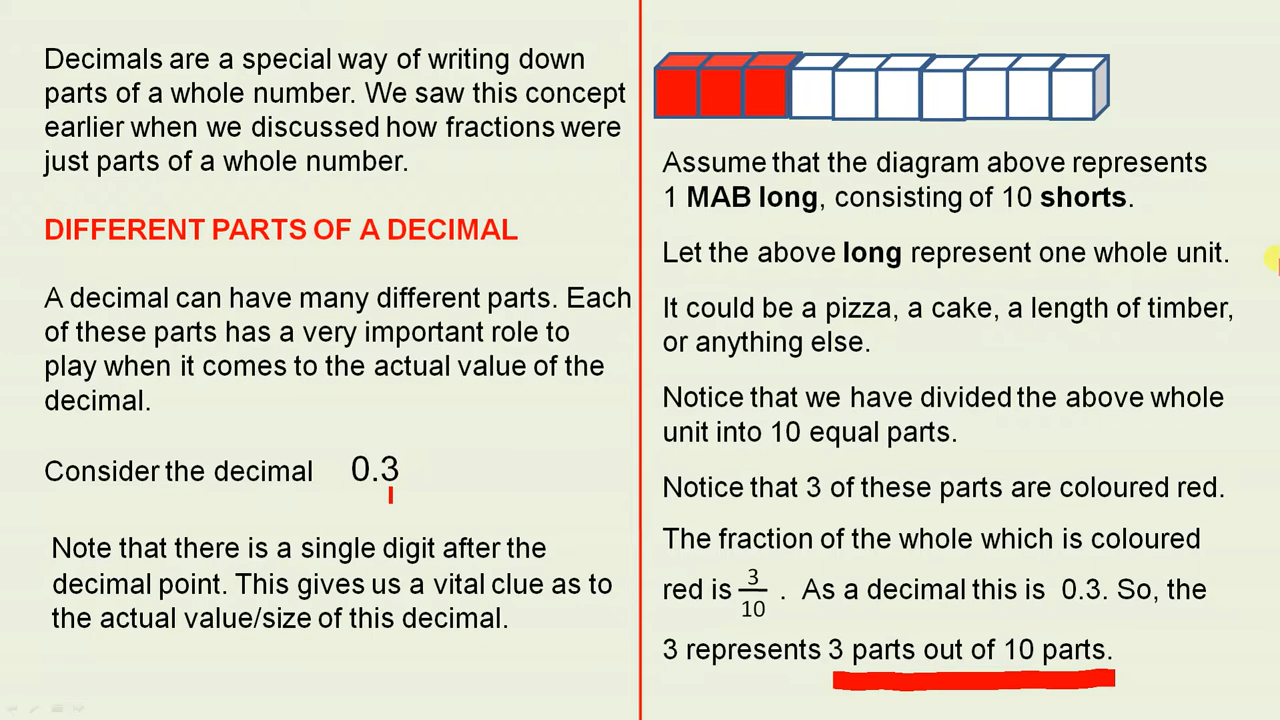 Decimals are a special way of writing down
parts of a whole number. We saw this concept
earlier when we discussed how fractions were
just parts of a whole number.
DIFFERENT PARTS OF A DECIMAL
A decimal can have many different parts. Each
of these parts has a very important role to
play when it comes to the actual value of the
decimal.
Consider the decimal 0.3
Note that there is a single digit after the
decimal point. This gives us a vital clue as to
the actual value/size of this decimal.
Assume that the diagram above represents
1 MAB long, consisting of 10 shorts.
Let the above long represent one whole unit.
It could be a pizza, a cake, a length of timber,
or anything else.
Notice that we have divided the above whole
unit into 10 equal parts.
Notice that 3 of these parts are coloured red.
The fraction of the whole which is coloured
red is 3/10 . As a decimal this is 0.3. So, the
3 represents 3 parts out of 10 parts.